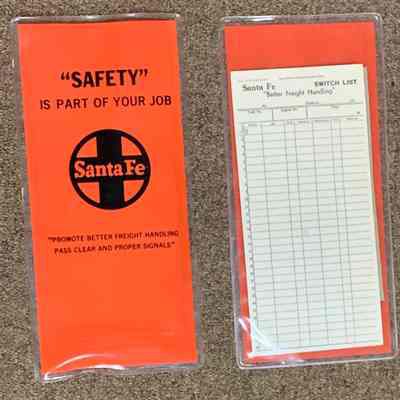 "SAFETY"
IS PART OF YOUR JOB
Santa Fe
"PROMOTE BETTER FREIGHT HANDLING
PASS CLEAR AND PROPER SIGNALS"
Santa Fe SWITCH LIST
"Better Freight Handling"